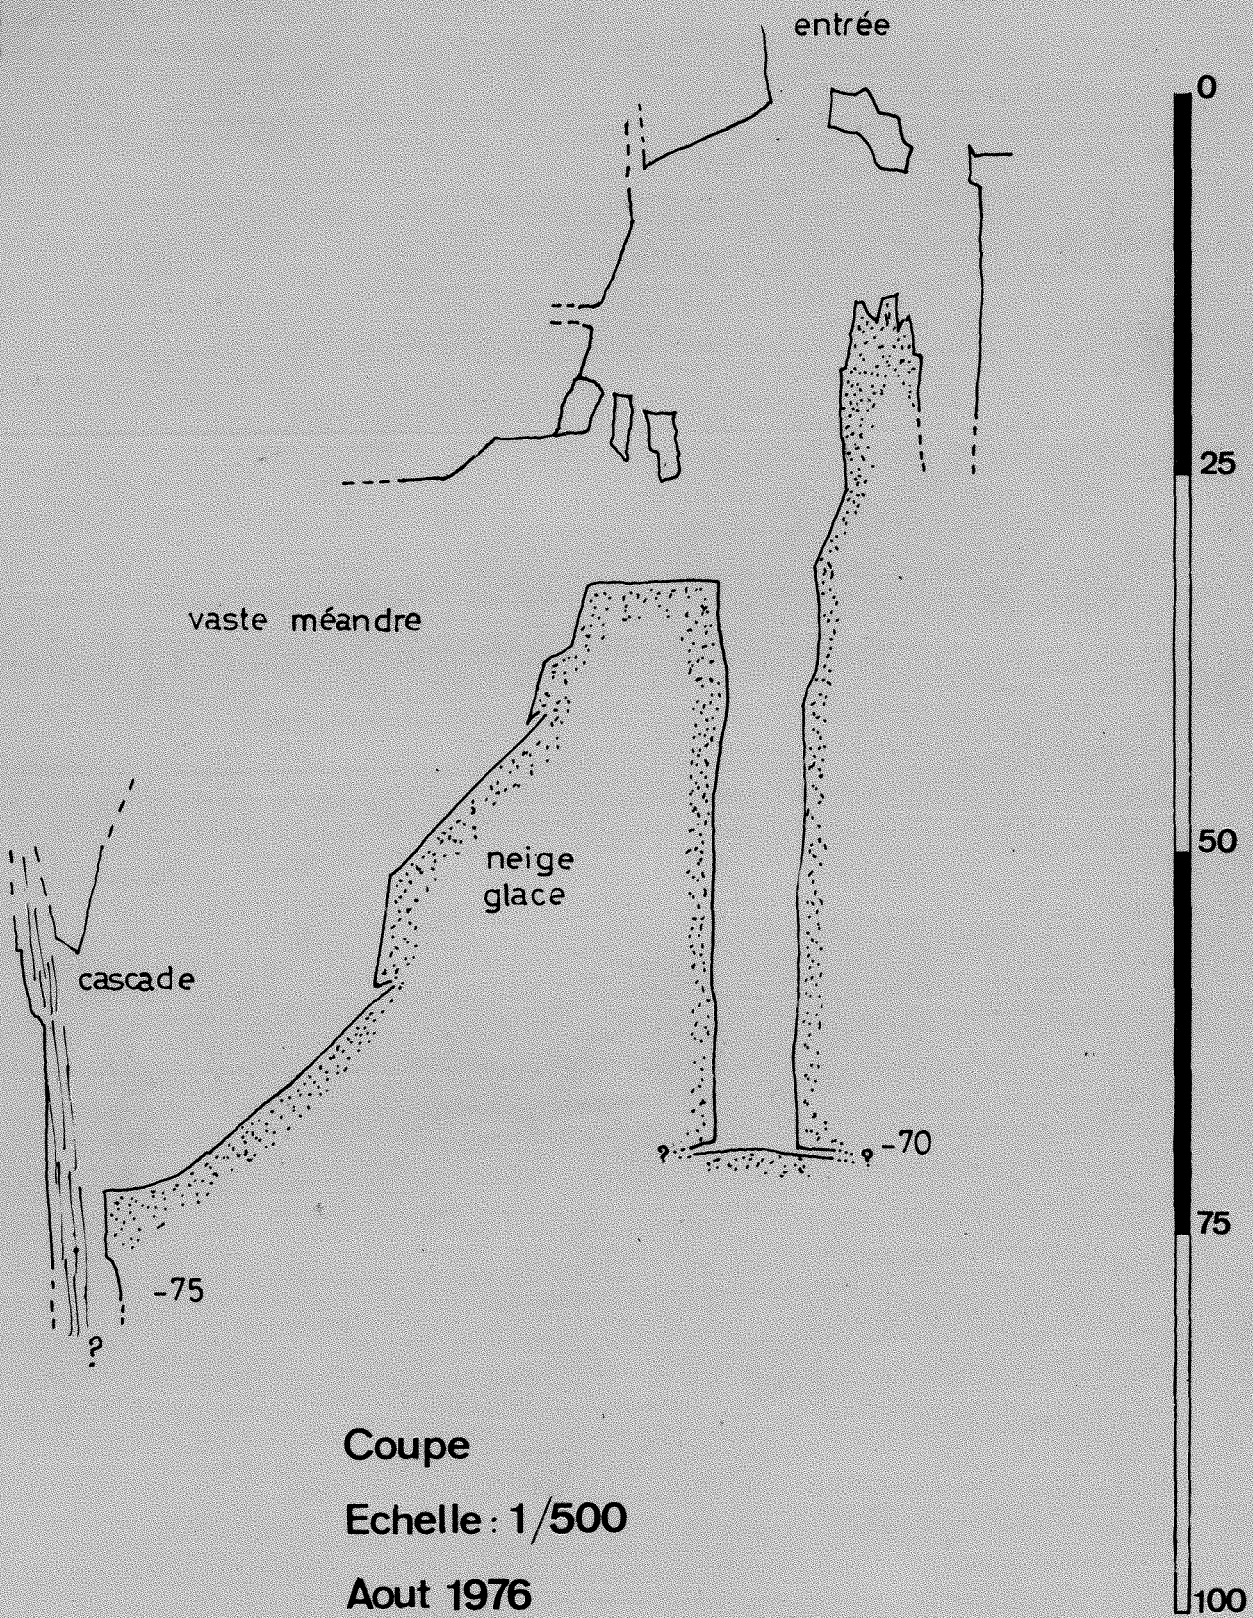 entrée
0
25
vaste méandre
50
neige
glace
cascade
? ? -70
75
-75
?
Coupe
Echelle: 1/500
Aout 1976
100